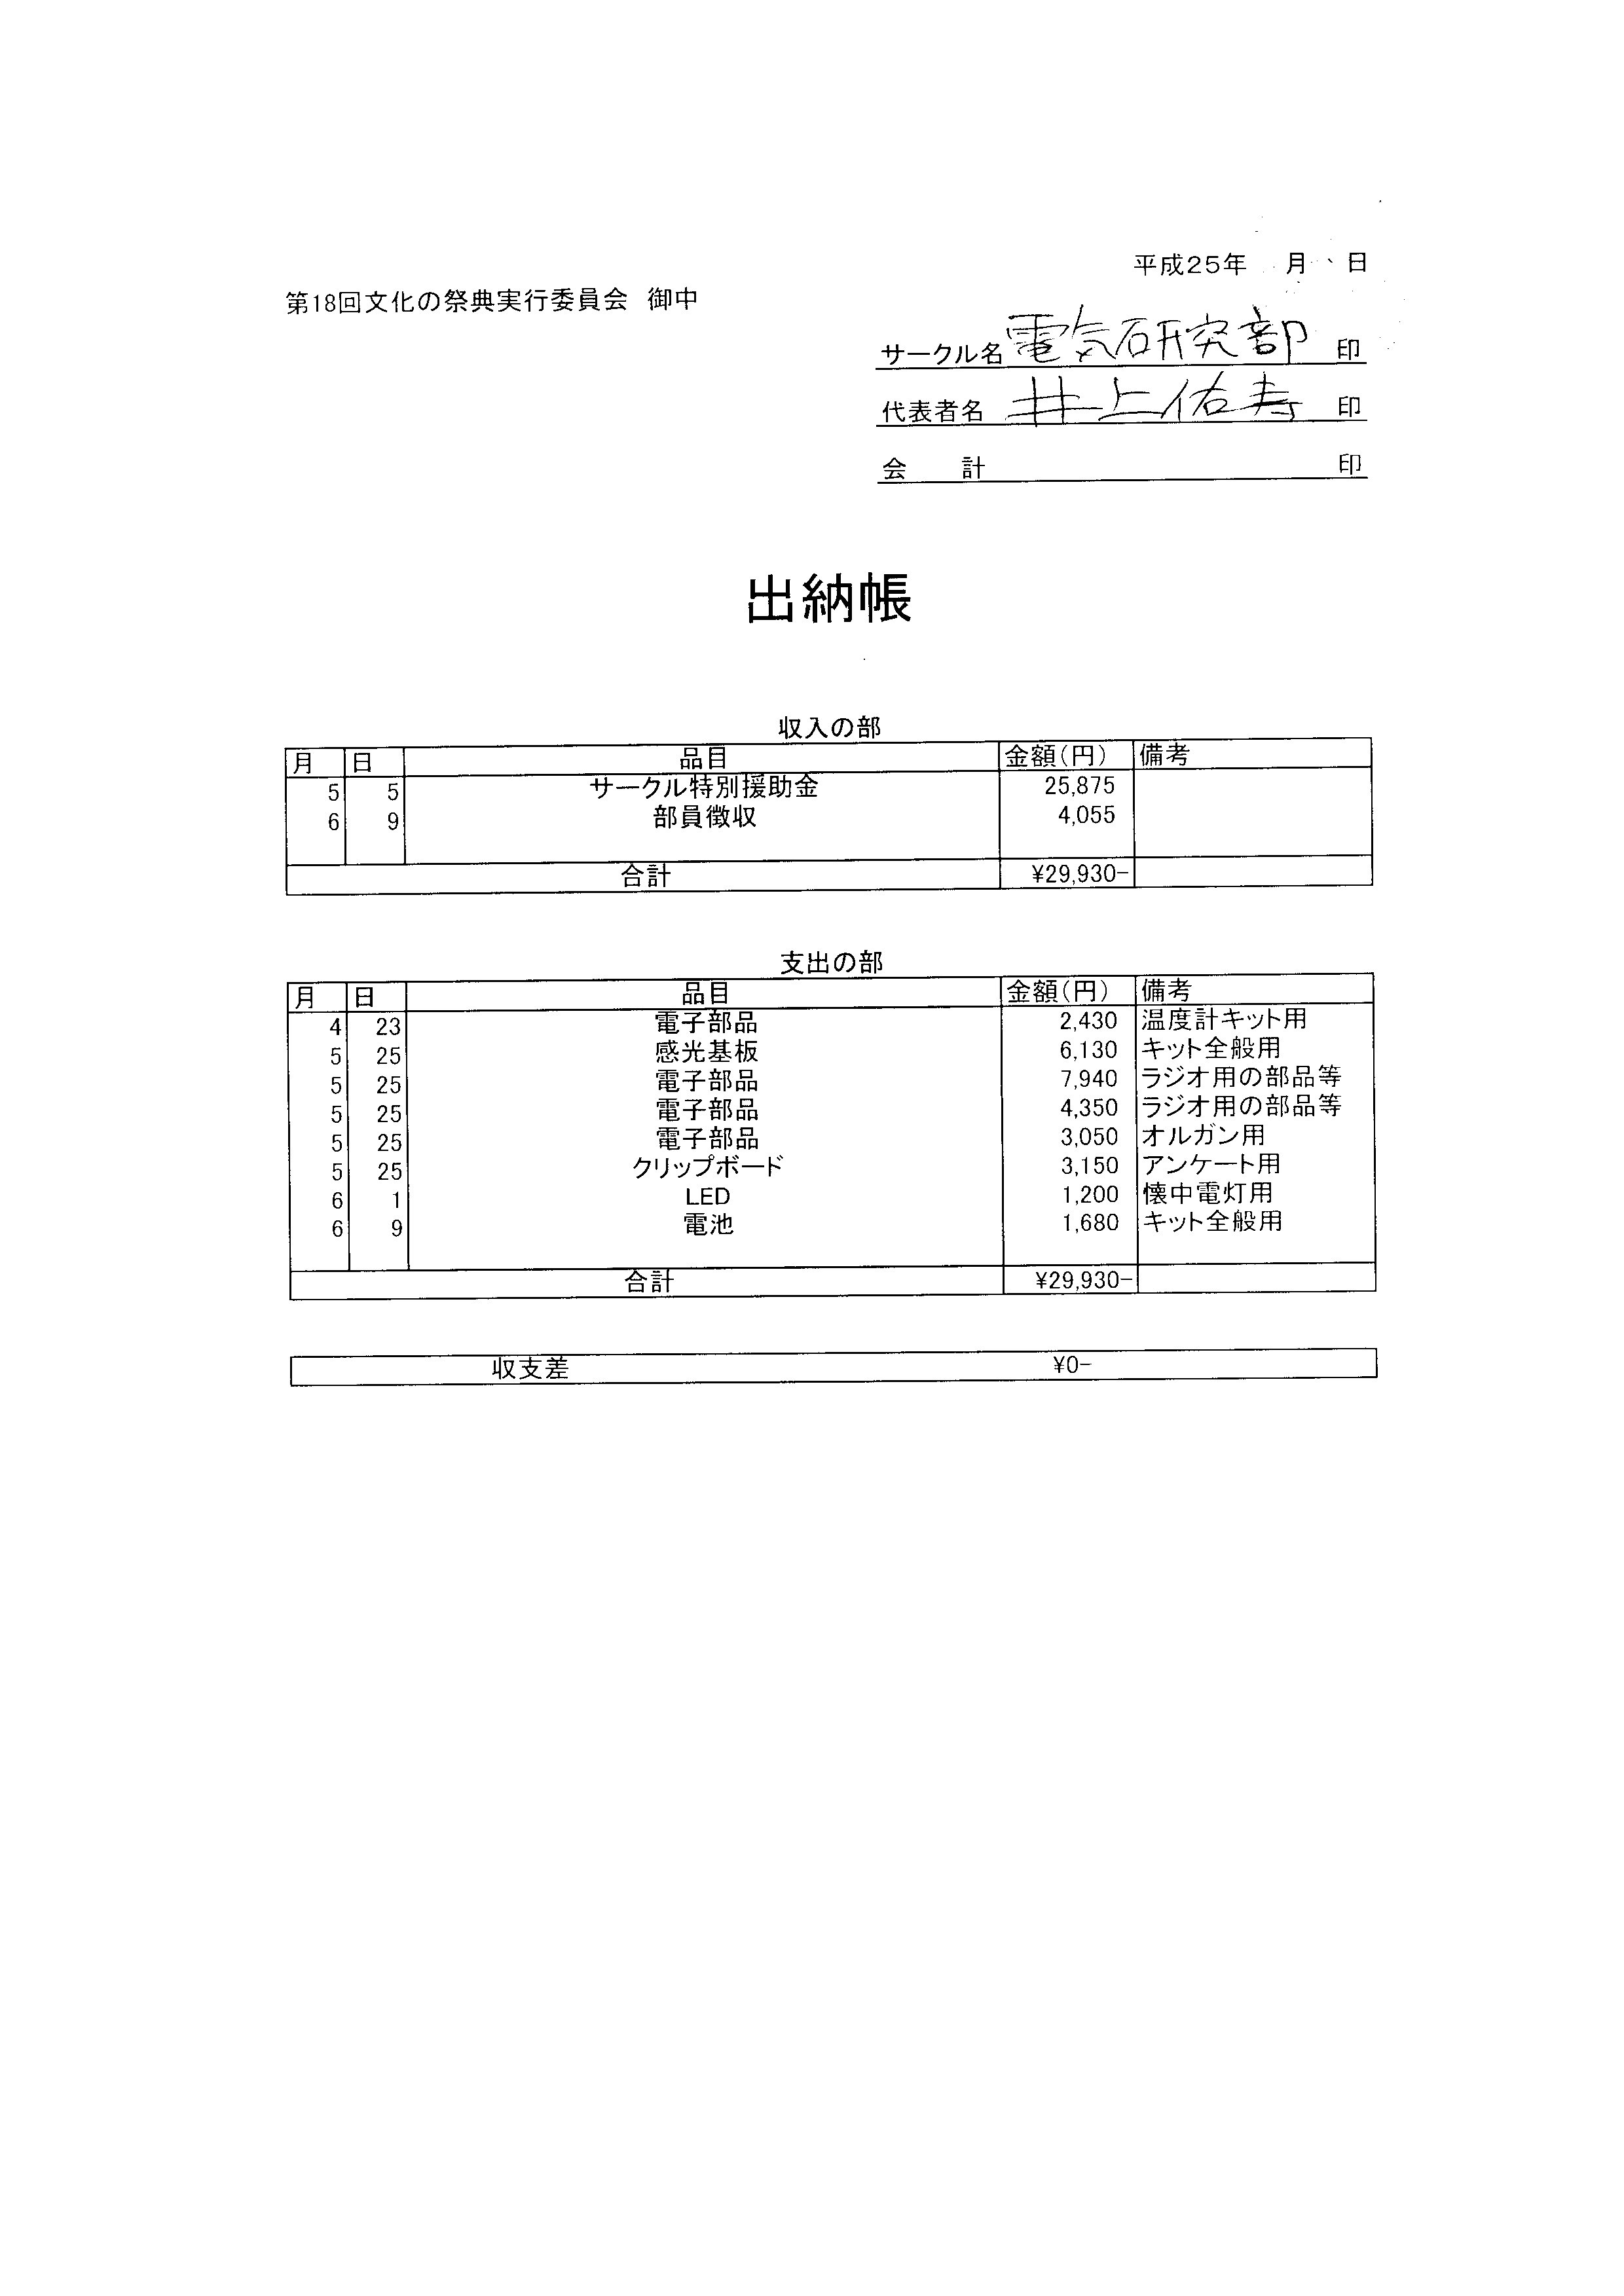 平成25年　月　日
第18回文化の祭典実行委員会 御中
サークル名 電気研究部 印
代表者名 井上佑寿 印
会　計 印
出納帳
収入の部
月 日 品目 金額(円) 備考
5 5 サークル特別援助金 25,875
6 9 部員徴収 4,055
合計 ¥29,930-
支出の部
月 日 品目 金額(円) 備考
4 23 電子部品 2,430 温度計キット用
5 25 感光基板 6,130 キット全般用
5 25 電子部品 7,940 ラジオ用の部品等
5 25 電子部品 4,350 ラジオ用の部品等
5 25 電子部品 3,050 オルガン用
5 25 クリップボード 3,150 アンケート用
6 1 LED 1,200 懐中電灯用
6 9 電池 1,680 キット全般用
合計 ¥29,930-
収支差 ¥0-